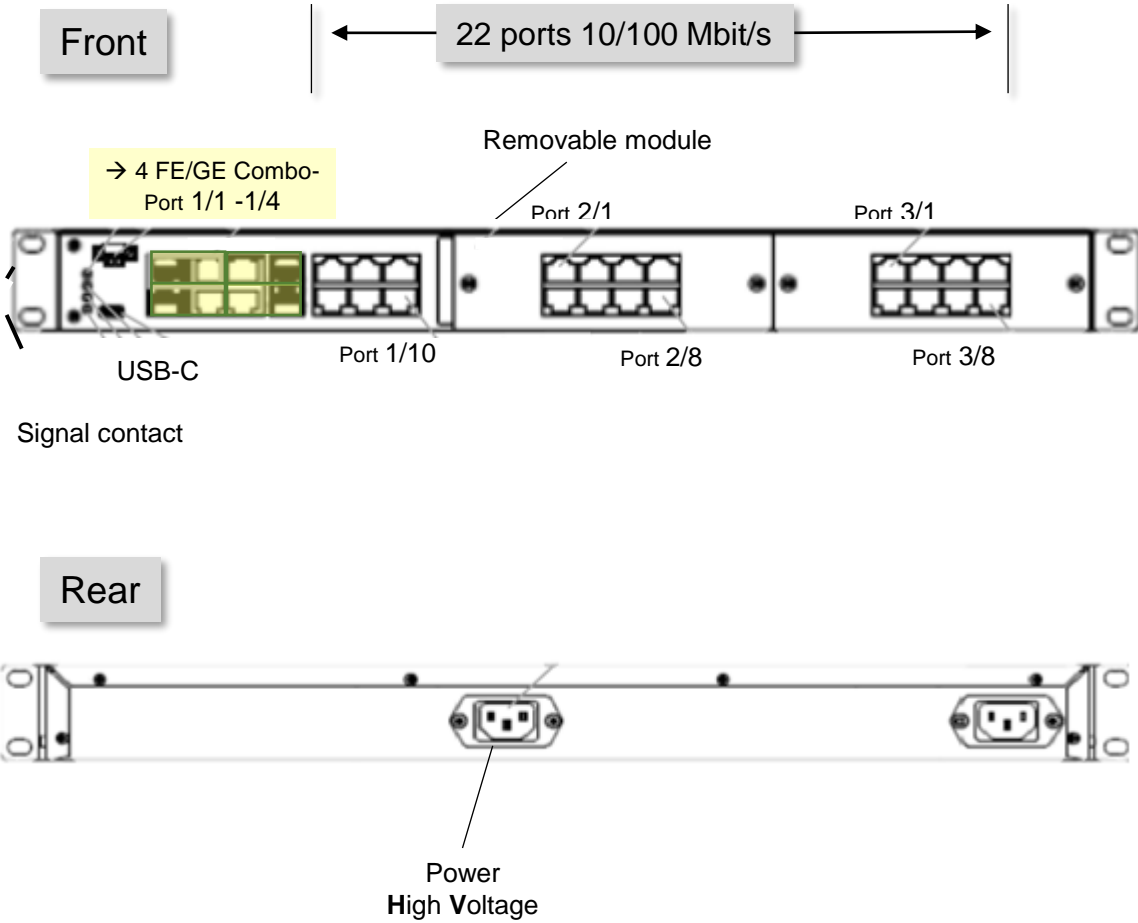 Front
22 ports 10/100 Mbit/s
Removable module
→ 4 FE/GE Combo-
Port 1/1 -1/4
Port 2/1
Port 3/1
Port 1/10
Port 2/8
Port 3/8
USB-C
Signal contact
Rear
Power
High Voltage